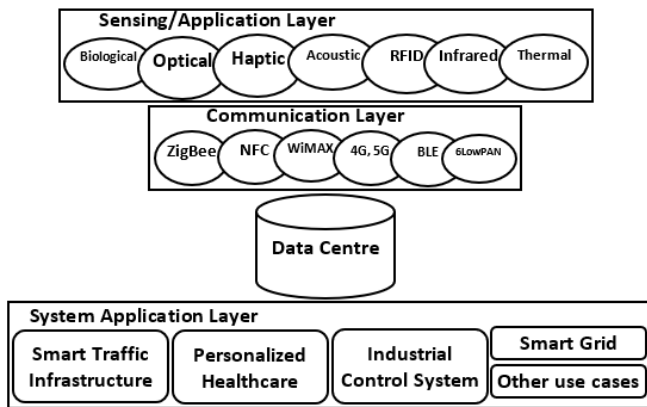 Sensing/Application Layer
Biological
Optical
Haptic
Acoustic
RFID
Infrared
Thermal
Communication Layer
ZigBee
NFC
WiMAX
4G, 5G
BLE
6LowPAN
Data Centre
System Application Layer
Smart Traffic
Infrastructure
Personalized
Healthcare
Industrial
Control System
Smart Grid
Other use cases